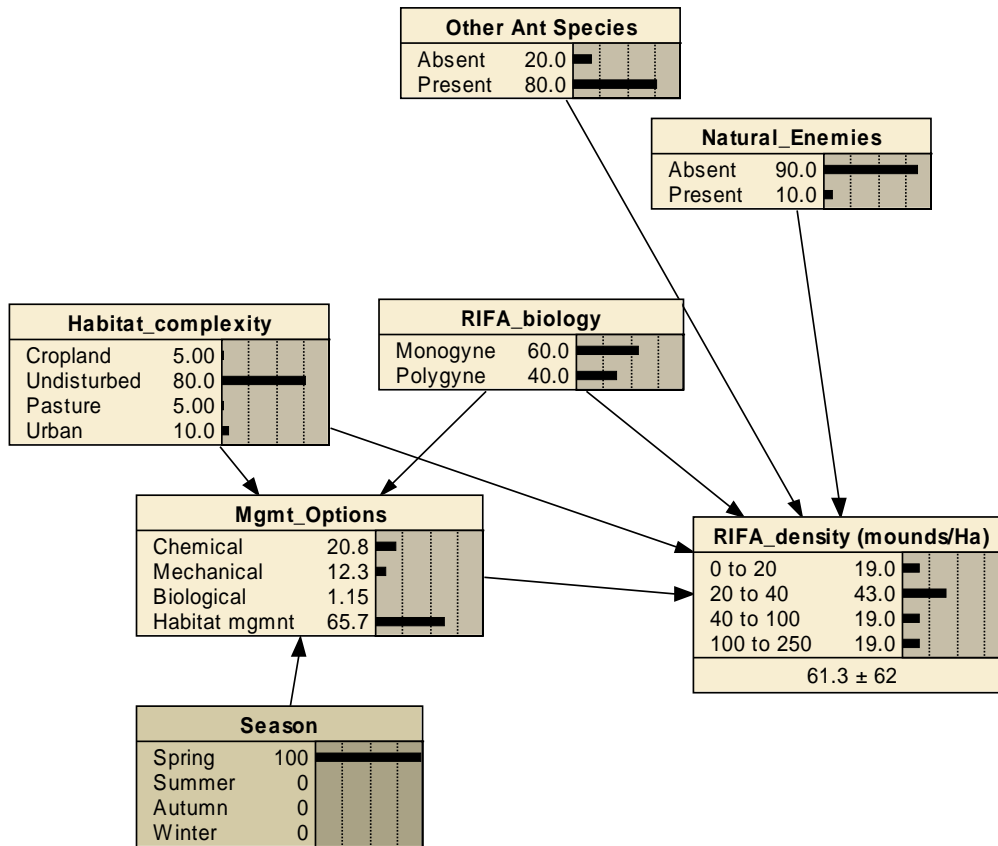 Other Ant Species
Absent 20.0
Present 80.0
Natural_Enemies
Absent 90.0
Present 10.0
Habitat_complexity
Cropland 5.00
Undisturbed 80.0
Pasture 5.00
Urban 10.0
RIFA_biology
Monogyne 60.0
Polygyne 40.0
Mgmt_Options
Chemical 20.8
Mechanical 12.3
Biological 1.15
Habitat mgmnt 65.7
RIFA_density (mounds/Ha)
0 to 20 19.0
20 to 40 43.0
40 to 100 19.0
100 to 250 19.0
61.3 ± 62
Season
Spring 100
Summer 0
Autumn 0
Winter 0